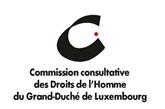 Commission consultative
des Droits de l'Homme
du Grand-Duché de Luxembourg